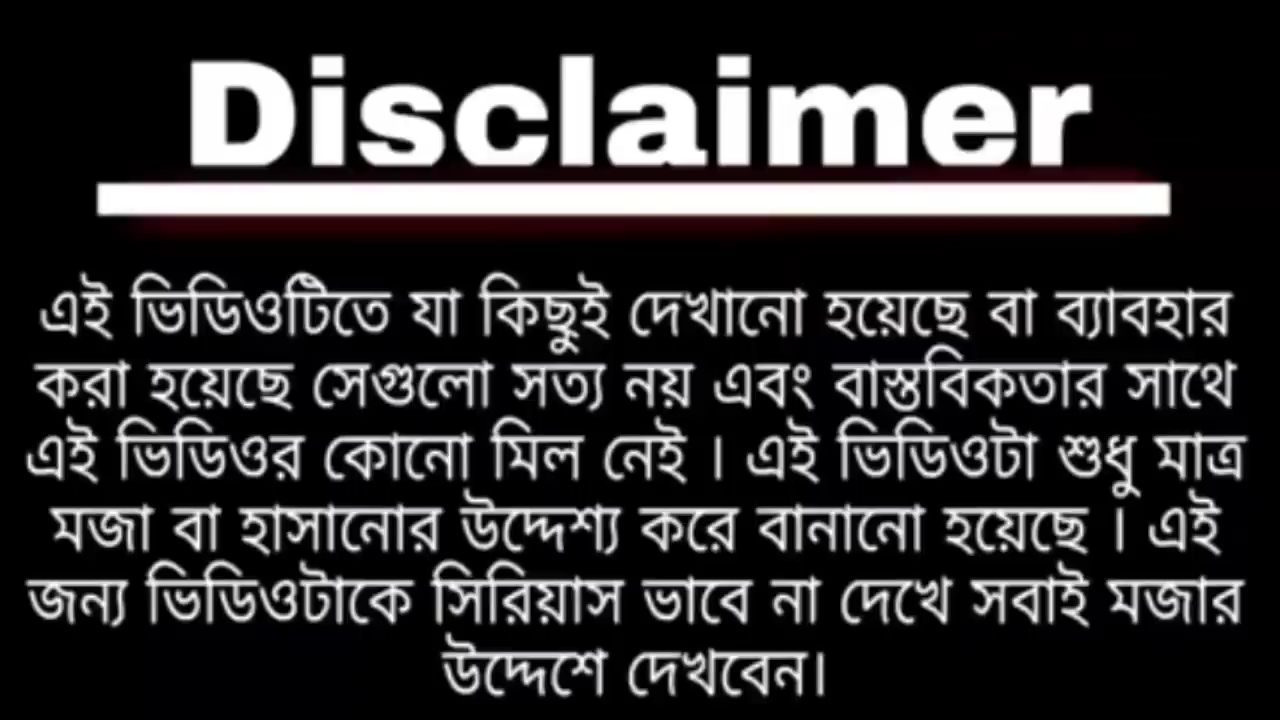 Disclaimer
এই ভিডিওটিতে যা কিছুই দেখানো হয়েছে বা ব্যাবহার
করা হয়েছে সেগুলো সত্য নয় এবং বাস্তবিকতার সাথে
এই ভিডিওর কোনো মিল নেই । এই ভিডিওটা শুধু মাত্র
মজা বা হাসানোর উদ্দেশ্য করে বানানো হয়েছে । এই
জন্য ভিডিওটাকে সিরিয়াস ভাবে না দেখে সবাই মজার
উদ্দেশে দেখবেন।